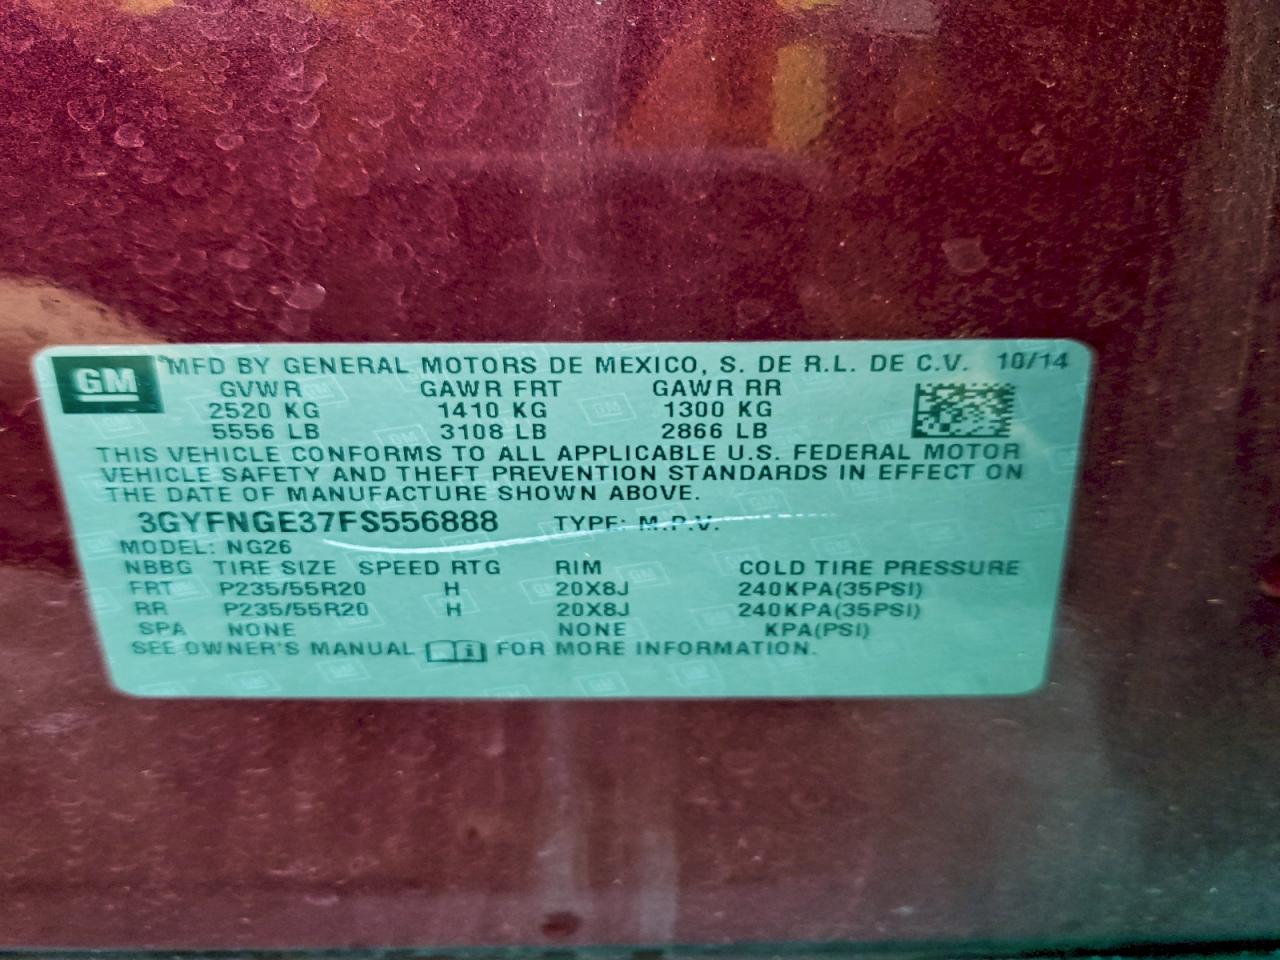 GM MFD BY GENERAL MOTORS DE MEXICO, S. DE R.L. DE C.V. 10/14
GVWR GAWR FRT GAWR RR
2520 KG 1410 KG 1300 KG
5556 LB 3108 LB 2866 LB
THIS VEHICLE CONFORMS TO ALL APPLICABLE U.S. FEDERAL MOTOR
VEHICLE SAFETY AND THEFT PREVENTION STANDARDS IN EFFECT ON
THE DATE OF MANUFACTURE SHOWN ABOVE.
3GYFNGE37FS556888 TYPE: M.P.V.
MODEL: NG26
NBBG TIRE SIZE SPEED RTG RIM COLD TIRE PRESSURE
FRT P235/55R20 H 20X8J 240KPA(35PSI)
RR P235/55R20 H 20X8J 240KPA(35PSI)
SPA NONE NONE KPA(PSI)
SEE OWNER'S MANUAL FOR MORE INFORMATION.